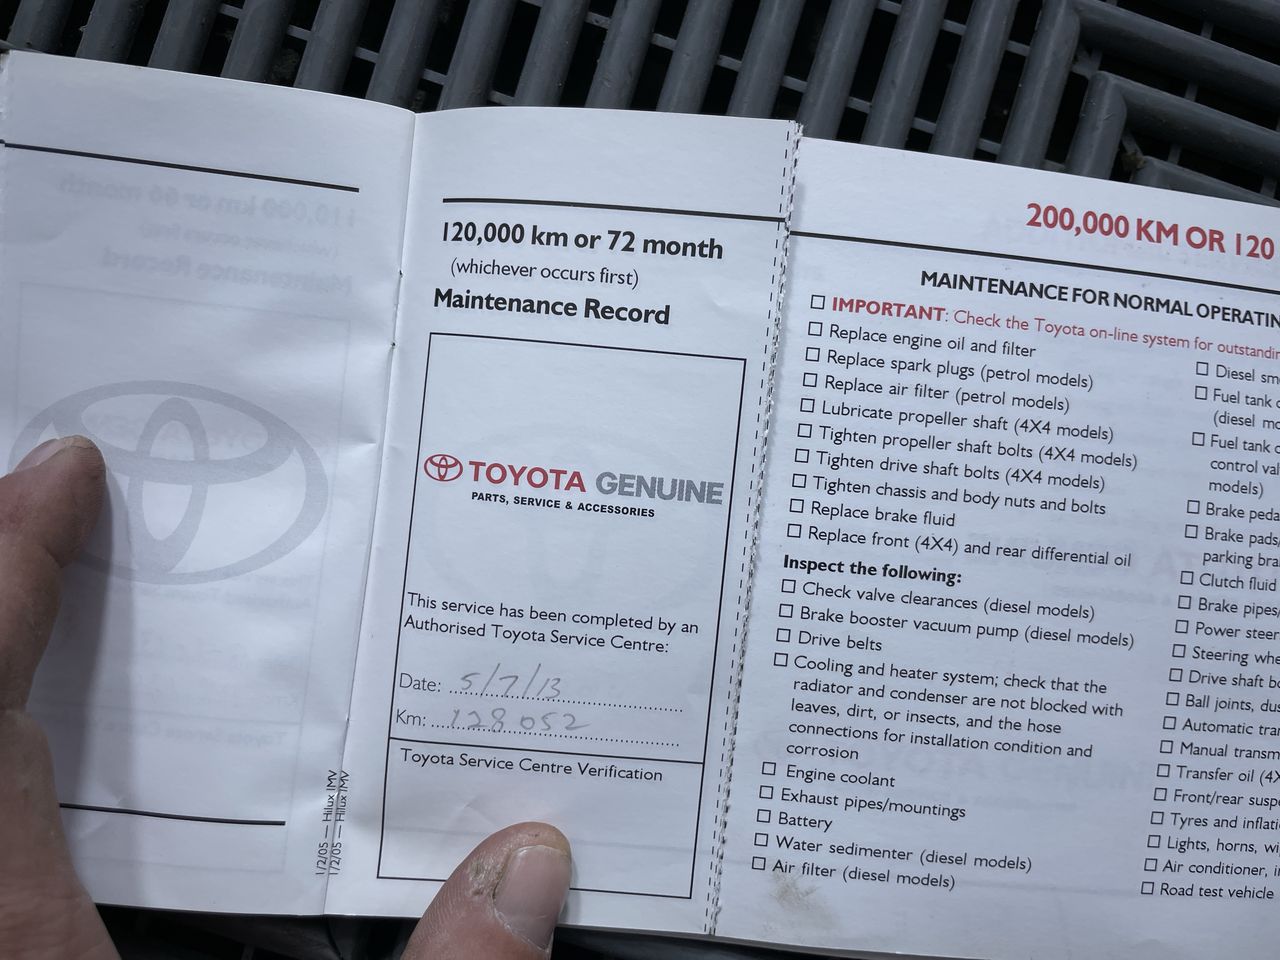 120,000 km or 72 month
(whichever occurs first)
Maintenance Record
TOYOTA GENUINE
PARTS, SERVICE & ACCESSORIES
This service has been completed by an
Authorised Toyota Service Centre:
Date: 5/7/13
Km: 128 052
Toyota Service Centre Verification
1/2/05 — Hilux IMV
1/2/05 — Hilux IMV
200,000 KM OR 120
MAINTENANCE FOR NORMAL OPERATIN
IMPORTANT: Check the Toyota on-line system for outstandin
Replace engine oil and filter
Replace spark plugs (petrol models)
Replace air filter (petrol models)
Lubricate propeller shaft (4X4 models)
Tighten propeller shaft bolts (4X4 models)
Tighten drive shaft bolts (4X4 models)
Tighten chassis and body nuts and bolts
Replace brake fluid
Replace front (4X4) and rear differential oil
Inspect the following:
Check valve clearances (diesel models)
Brake booster vacuum pump (diesel models)
Drive belts
Cooling and heater system; check that the
radiator and condenser are not blocked with
leaves, dirt, or insects, and the hose
connections for installation condition and
corrosion
Engine coolant
Exhaust pipes/mountings
Battery
Water sedimenter (diesel models)
Air filter (diesel models)
Diesel sm
Fuel tank c
(diesel mo
Fuel tank c
control val
models)
Brake peda
Brake pads/
parking bra
Clutch fluid
Brake pipes/
Power steer
Steering whe
Drive shaft bo
Ball joints, dus
Automatic tra
Manual transm
Transfer oil (4X
Front/rear suspe
Tyres and inflati
Lights, horns, wi
Air conditioner, i
Road test vehicle